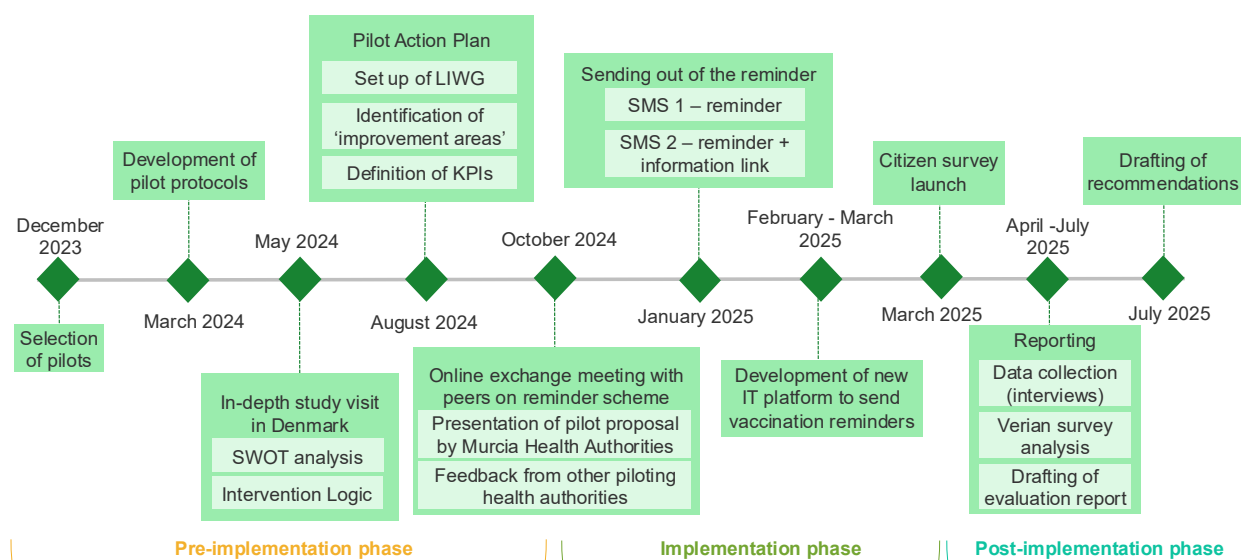 Pilot Action Plan
Set up of LIWG
Identification of
‘improvement areas’
Definition of KPIs
Sending out of the reminder
SMS 1 – reminder
SMS 2 – reminder +
information link
Development of
pilot protocols
Citizen survey
launch
Drafting of
recommendations
December
2023
May 2024
October 2024
February - March
2025
April -July
2025
March 2024
August 2024
January 2025
March 2025
July 2025
Selection
of pilots
In-depth study visit
in Denmark
SWOT analysis
Intervention Logic
Online exchange meeting with
peers on reminder scheme
Presentation of pilot proposal
by Murcia Health Authorities
Feedback from other piloting
health authorities
Development of new
IT platform to send
vaccination reminders
Reporting
Data collection
(interviews)
Verian survey
analysis
Drafting of
evaluation report
Pre-implementation phase
Implementation phase
Post-implementation phase